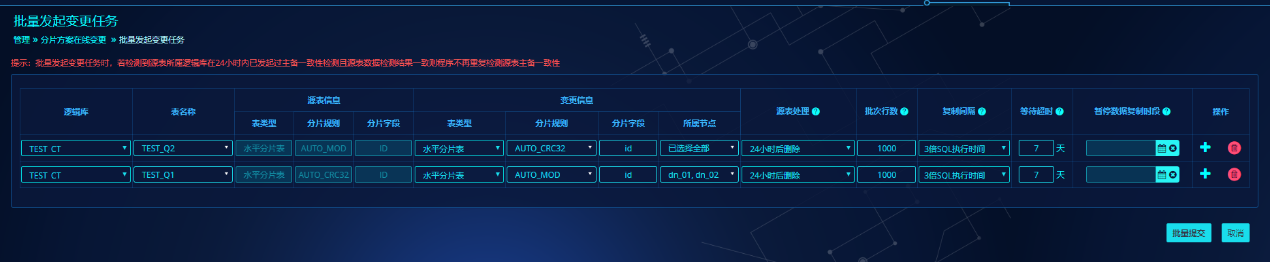 批量发起变更任务
管理 » 分片方案在线变更 » 批量发起变更任务
提示：批量发起变更任务时，若检测到源表所属逻辑库在24小时内已发起过主备一致性检测且源表数据检测结果一致则程序不再重复检测源表主备一致性
逻辑库 表名称 源表信息 变更信息 源表处理 批次行数 复制间隔 等待超时 暂停数据复制时段 操作
表类型 分片规则 分片字段 表类型 分片规则 分片字段 所属节点
TEST CT TEST_Q2 水平分片表 AUTO_MOD ID 水平分片表 AUTO_CRC32 id 已选择全部 24小时后删除 1000 3倍SQL执行时间 7 天
TEST CT TEST_Q1 水平分片表 AUTO_CRC32 ID 水平分片表 AUTO_MOD id dn_01, dn_02 24小时后删除 1000 3倍SQL执行时间 7 天
批量提交 取消